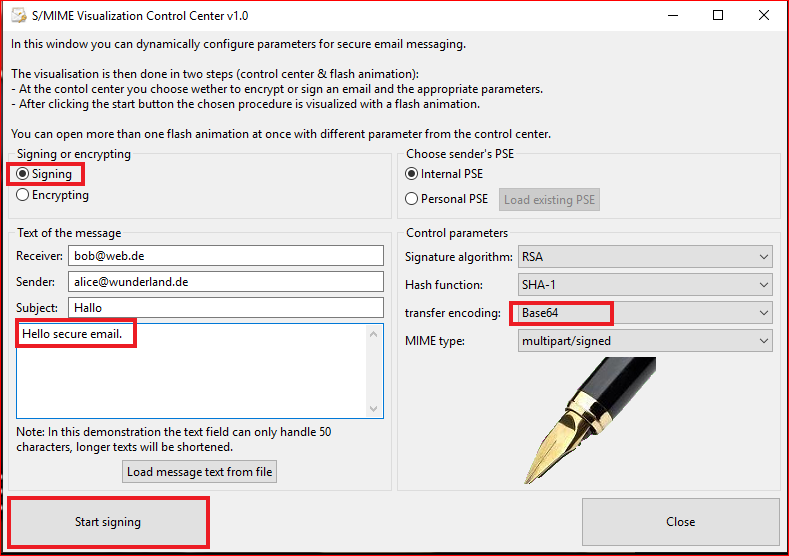 S/MIME Visualization Control Center v1.0
In this window you can dynamically configure parameters for secure email messaging.
The visualisation is then done in two steps (control center & flash animation):
- At the contol center you choose wether to encrypt or sign an email and the appropriate parameters.
- After clicking the start button the chosen procedure is visualized with a flash animation.
You can open more than one flash animation at once with different parameter from the control center.
Signing or encrypting
Signing
Encrypting
Choose sender's PSE
Internal PSE
Personal PSE Load existing PSE
Text of the message
Receiver: bob@web.de
Sender: alice@wunderland.de
Subject: Hallo
Hello secure email.
Note: In this demonstration the text field can only handle 50
characters, longer texts will be shortened.
Load message text from file
Control parameters
Signature algorithm: RSA
Hash function: SHA-1
transfer encoding: Base64
MIME type: multipart/signed
Start signing
Close